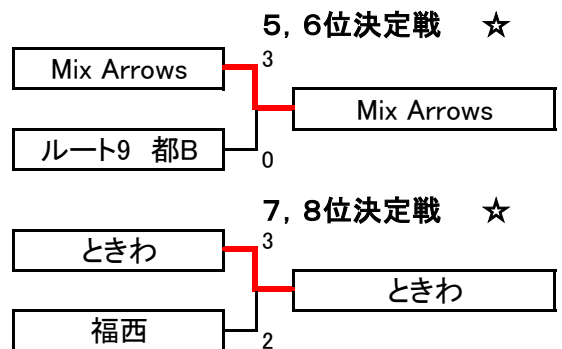 5，6位決定戦　☆
Mix Arrows
3
Mix Arrows
ルート9　都B
0
7，8位決定戦　☆
ときわ
3
ときわ
福西
2